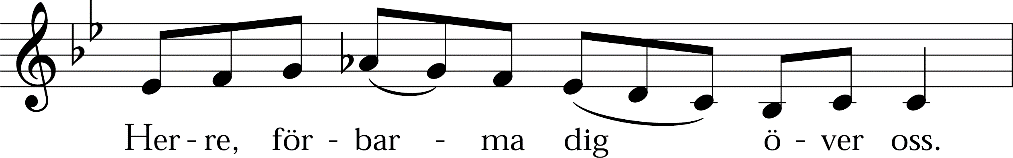 Her - re, för - bar - ma dig ö - ver oss.